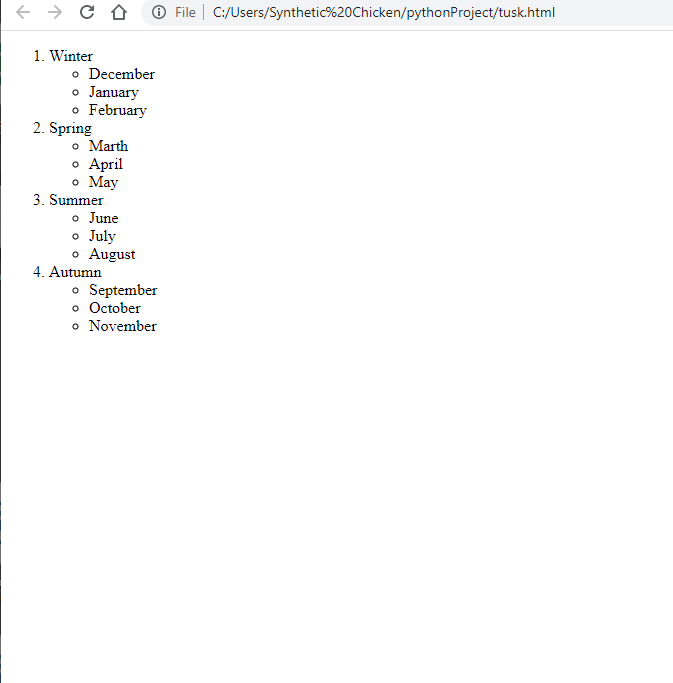 File | C:/Users/Synthetic%20Chicken/pythonProject/tusk.html
1. Winter
December
January
February
2. Spring
Marth
April
May
3. Summer
June
July
August
4. Autumn
September
October
November